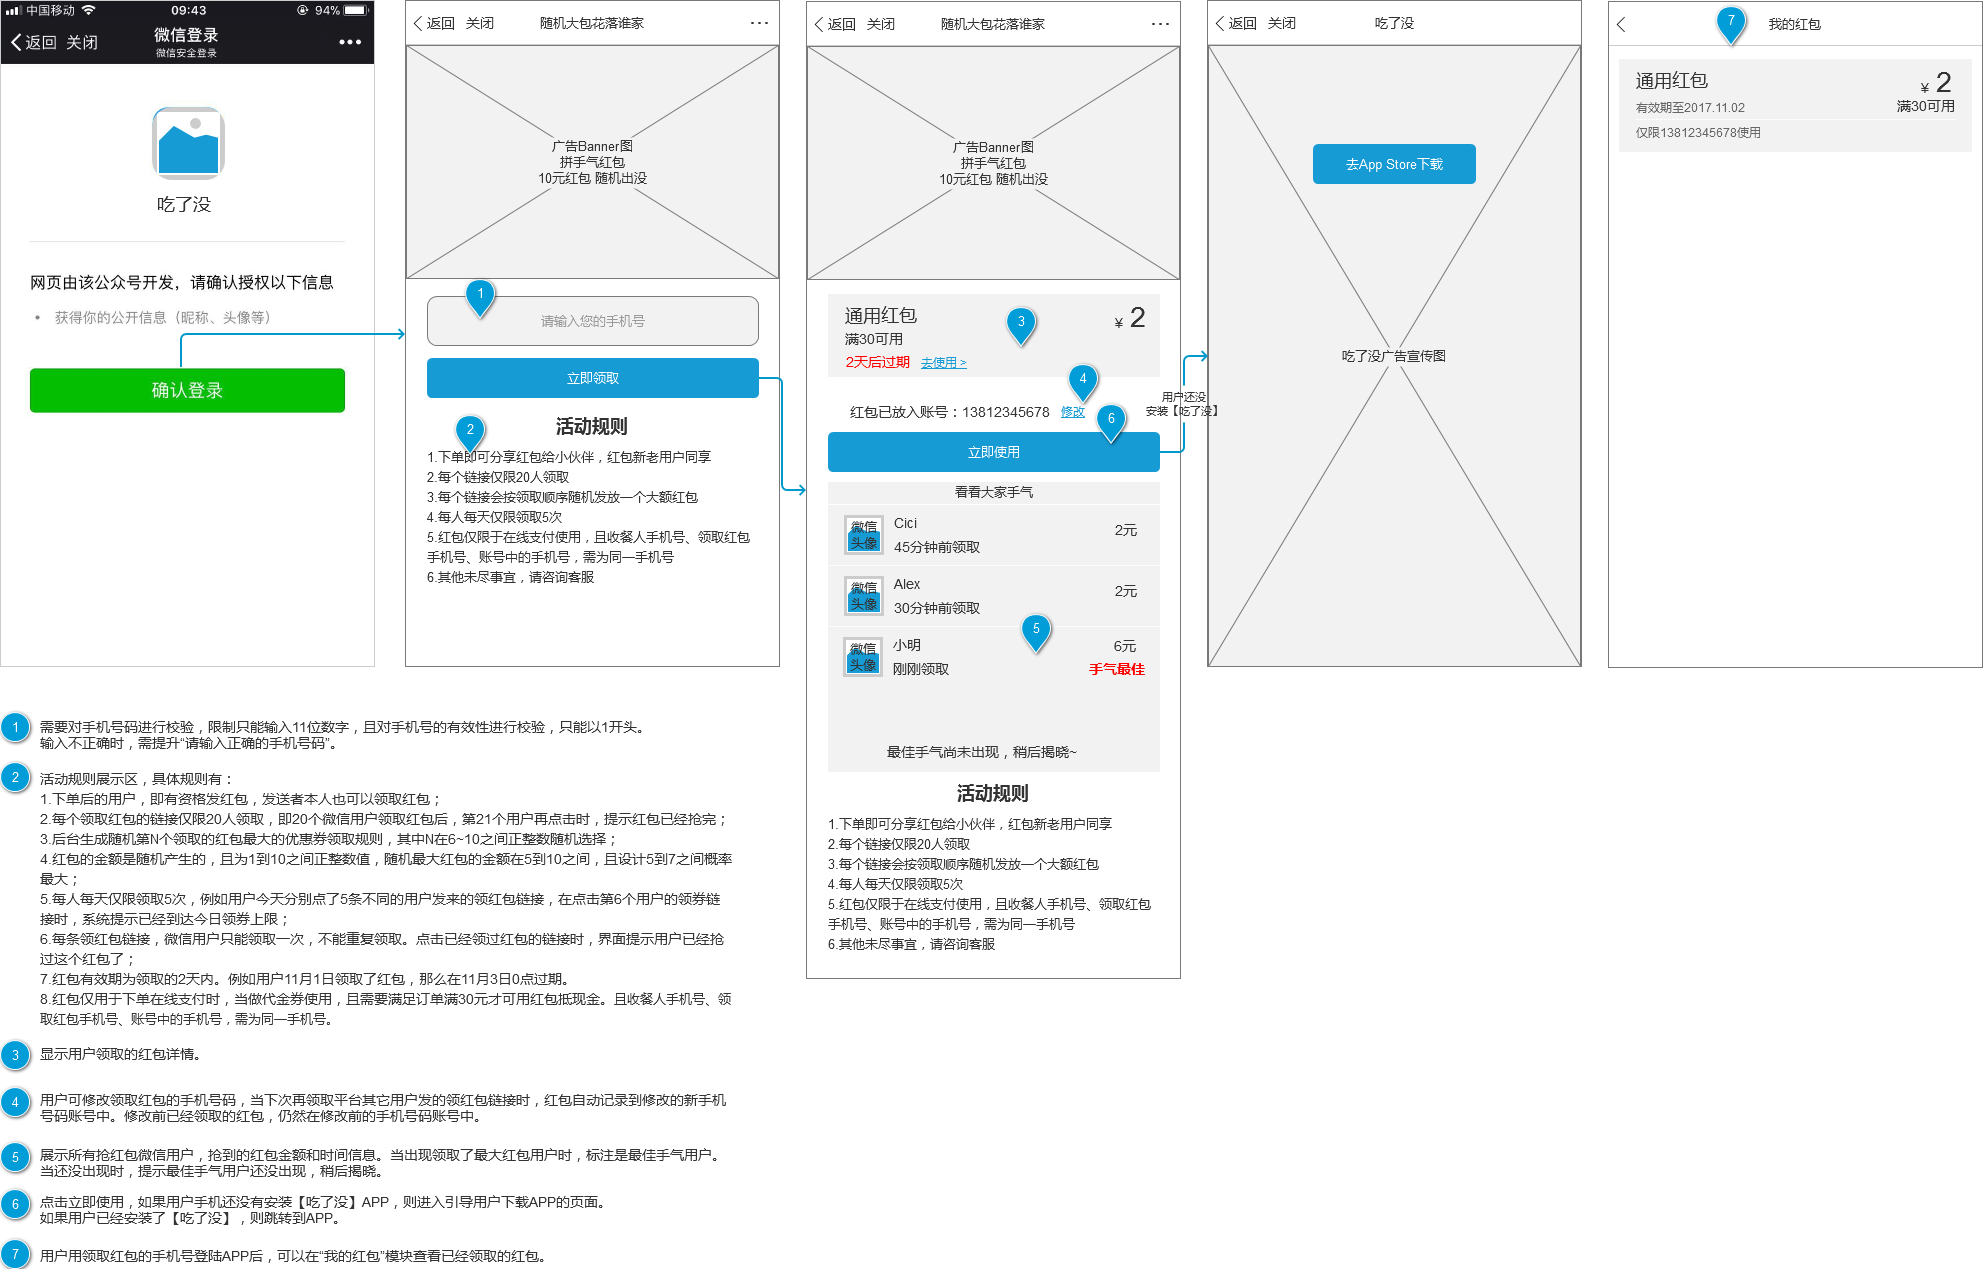 中国移动
09:43
94%
返回 关闭
微信登录
微信安全登录
吃了没
网页由该公众号开发，请确认授权以下信息
• 获得你的公开信息（昵称、头像等）
确认登录
返回 关闭
随机大包花落谁家
广告Banner图
拼手气红包
10元红包 随机出没
1
请输入您的手机号
立即领取
2
活动规则
1.下单即可分享红包给小伙伴，红包新老用户同享
2.每个链接仅限20人领取
3.每个链接会按领取顺序随机发放一个大额红包
4.每人每天仅限领取5次
5.红包仅限于在线支付使用，且收餐人手机号、领取红包
手机号、账号中的手机号，需为同一手机号
6.其他未尽事宜，请咨询客服
返回 关闭
随机大包花落谁家
广告Banner图
拼手气红包
10元红包 随机出没
通用红包
¥ 2
满30可用
2天后过期 去使用 >
3
4
红包已放入账号：13812345678 修改
6
立即使用
看看大家手气
微信
头像
Cici
45分钟前领取
2元
微信
头像
Alex
30分钟前领取
2元
5
微信
头像
小明
刚刚领取
6元
手气最佳
最佳手气尚未出现，稍后揭晓~
活动规则
1.下单即可分享红包给小伙伴，红包新老用户同享
2.每个链接仅限20人领取
3.每个链接会按领取顺序随机发放一个大额红包
4.每人每天仅限领取5次
5.红包仅限于在线支付使用，且收餐人手机号、领取红包
手机号、账号中的手机号，需为同一手机号
6.其他未尽事宜，请咨询客服
用户还没
安装【吃了没】
返回 关闭
吃了没
去App Store下载
吃了没广告宣传图
7
我的红包
通用红包
¥ 2
有效期至2017.11.02
满30可用
仅限13812345678使用
1
需要对手机号码进行校验，限制只能输入11位数字，且对手机号的有效性进行校验，只能以1开头。
输入不正确时，需提升“请输入正确的手机号码”。
2
活动规则展示区，具体规则有：
1.下单后的用户，即有资格发红包，发送者本人也可以领取红包；
2.每个领取红包的链接仅限20人领取，即20个微信用户领取红包后，第21个用户再点击时，提示红包已经抢完；
3.后台生成随机第N个领取的红包最大的优惠券领取规则，其中N在6~10之间正整数随机选择；
4.红包的金额是随机产生的，且为1到10之间正整数值，随机最大红包的金额在5到10之间，且设计5到7之间概率
最大；
5.每人每天仅限领取5次，例如用户今天分别点了5条不同的用户发来的领红包链接，在点击第6个用户的领券链
接时，系统提示已经到达今日领券上限；
6.每条领红包链接，微信用户只能领取一次，不能重复领取。点击已经领过红包的链接时，界面提示用户已经抢
过这个红包了；
7.红包有效期为领取的2天内。例如用户11月1日领取了红包，那么在11月3日0点过期。
8.红包仅用于下单在线支付时，当做代金券使用，且需要满足订单满30元才可用红包抵现金。且收餐人手机号、领
取红包手机号、账号中的手机号，需为同一手机号。
3
显示用户领取的红包详情。
4
用户可修改领取红包的手机号码，当下次再领取平台其它用户发的领红包链接时，红包自动记录到修改的新手机
号码账号中。修改前已经领取的红包，仍然在修改前的手机号码账号中。
5
展示所有抢红包微信用户，抢到的红包金额和时间信息。当出现领取了最大红包用户时，标注是最佳手气用户。
当还没出现时，提示最佳手气用户还没出现，稍后揭晓。
6
点击立即使用，如果用户手机还没有安装【吃了没】APP，则进入引导用户下载APP的页面。
如果用户已经安装了【吃了没】，则跳转到APP。
7
用户用领取红包的手机号登陆APP后，可以在“我的红包”模块查看已经领取的红包。